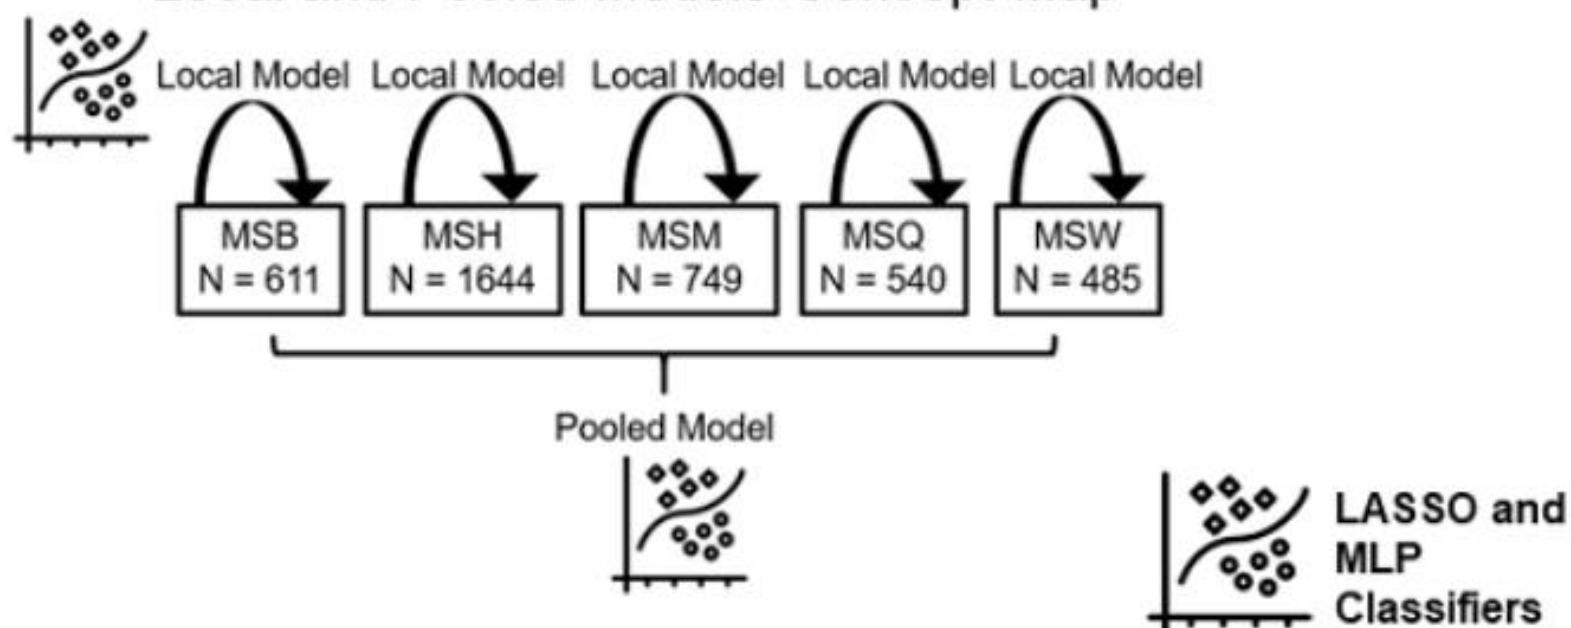 Local Model Local Model Local Model Local Model Local Model
MSB
N = 611
MSH
N = 1644
MSM
N = 749
MSQ
N = 540
MSW
N = 485
Pooled Model
LASSO and
MLP
Classifiers